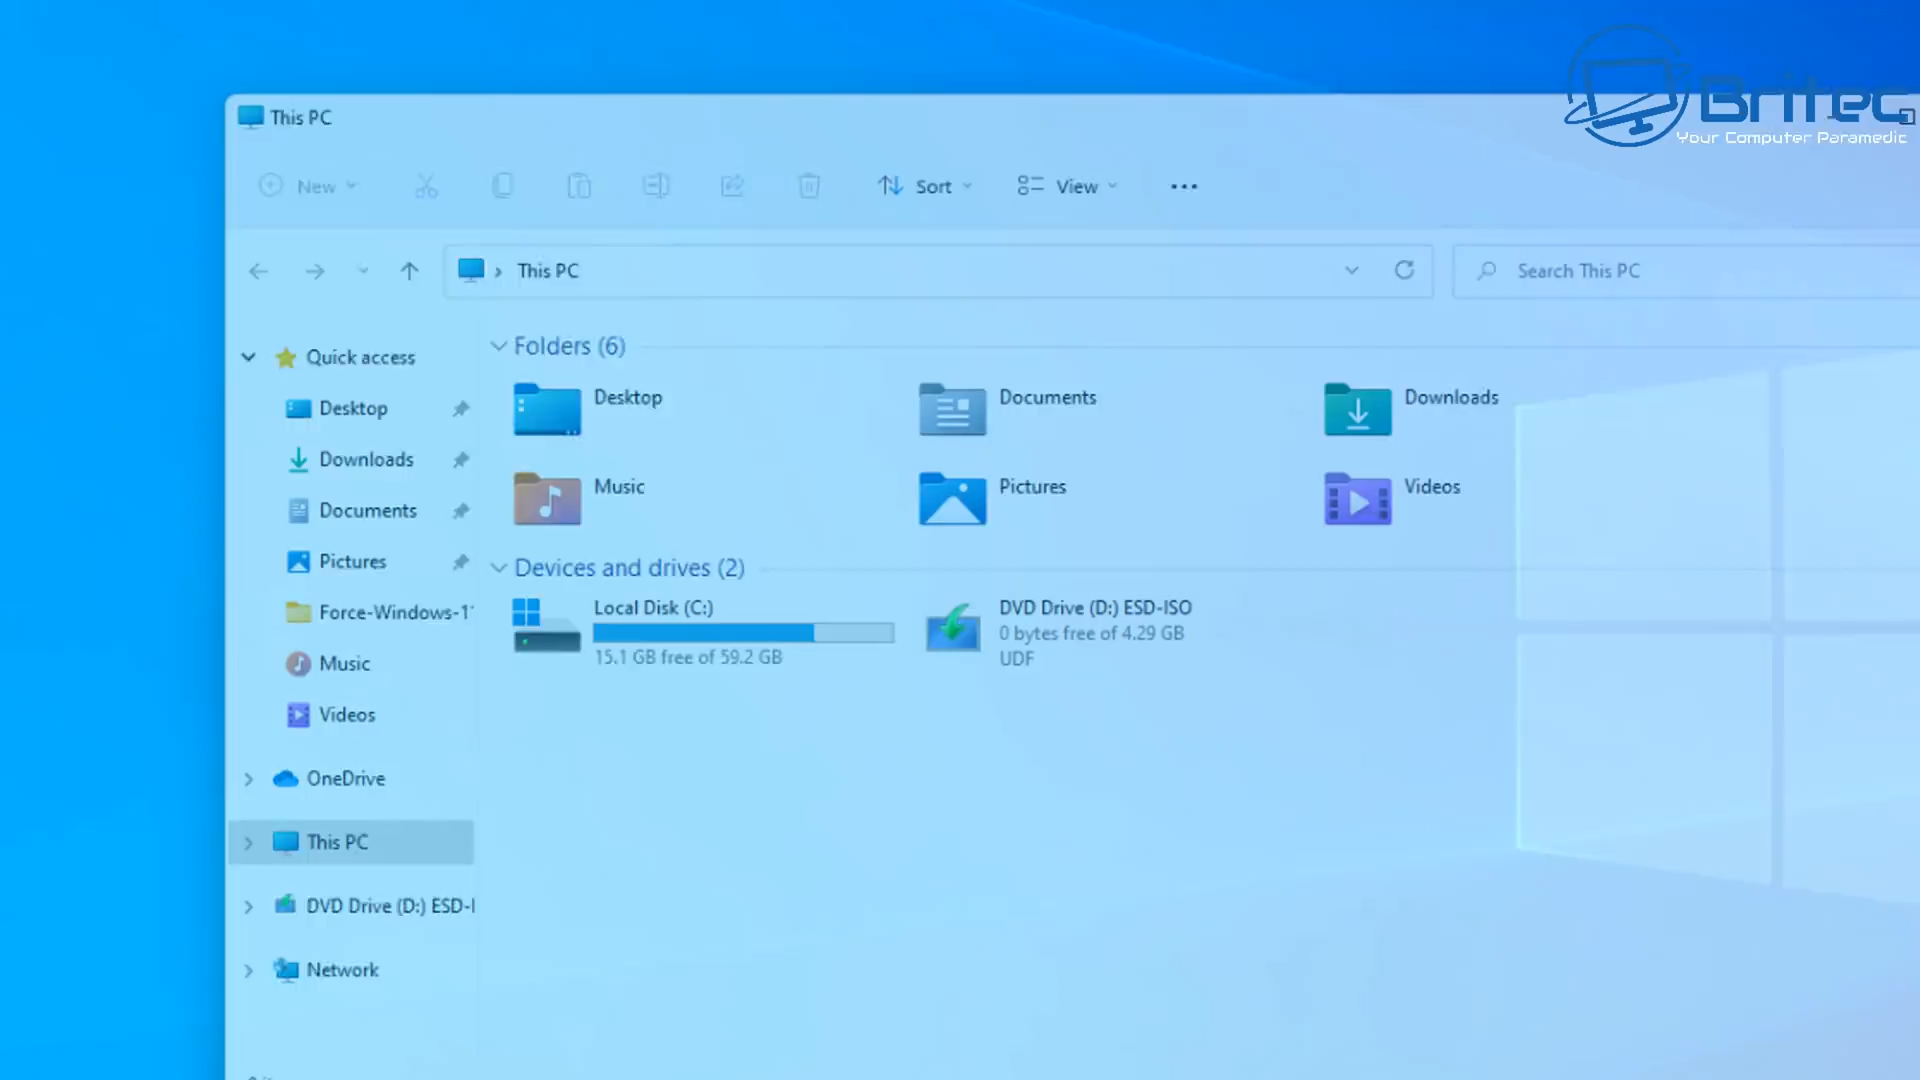 This PC
New
Sort
View
This PC
Search This PC
Quick access
Desktop
Downloads
Documents
Pictures
Force-Windows-1
Music
Videos
OneDrive
This PC
DVD Drive (D:) ESD-I
Network
Folders (6)
Desktop
Documents
Downloads
Music
Pictures
Videos
Devices and drives (2)
Local Disk (C:)
15.1 GB free of 59.2 GB
DVD Drive (D:) ESD-ISO
0 bytes free of 4.29 GB
UDF
Britec
Your Computer Paramedic